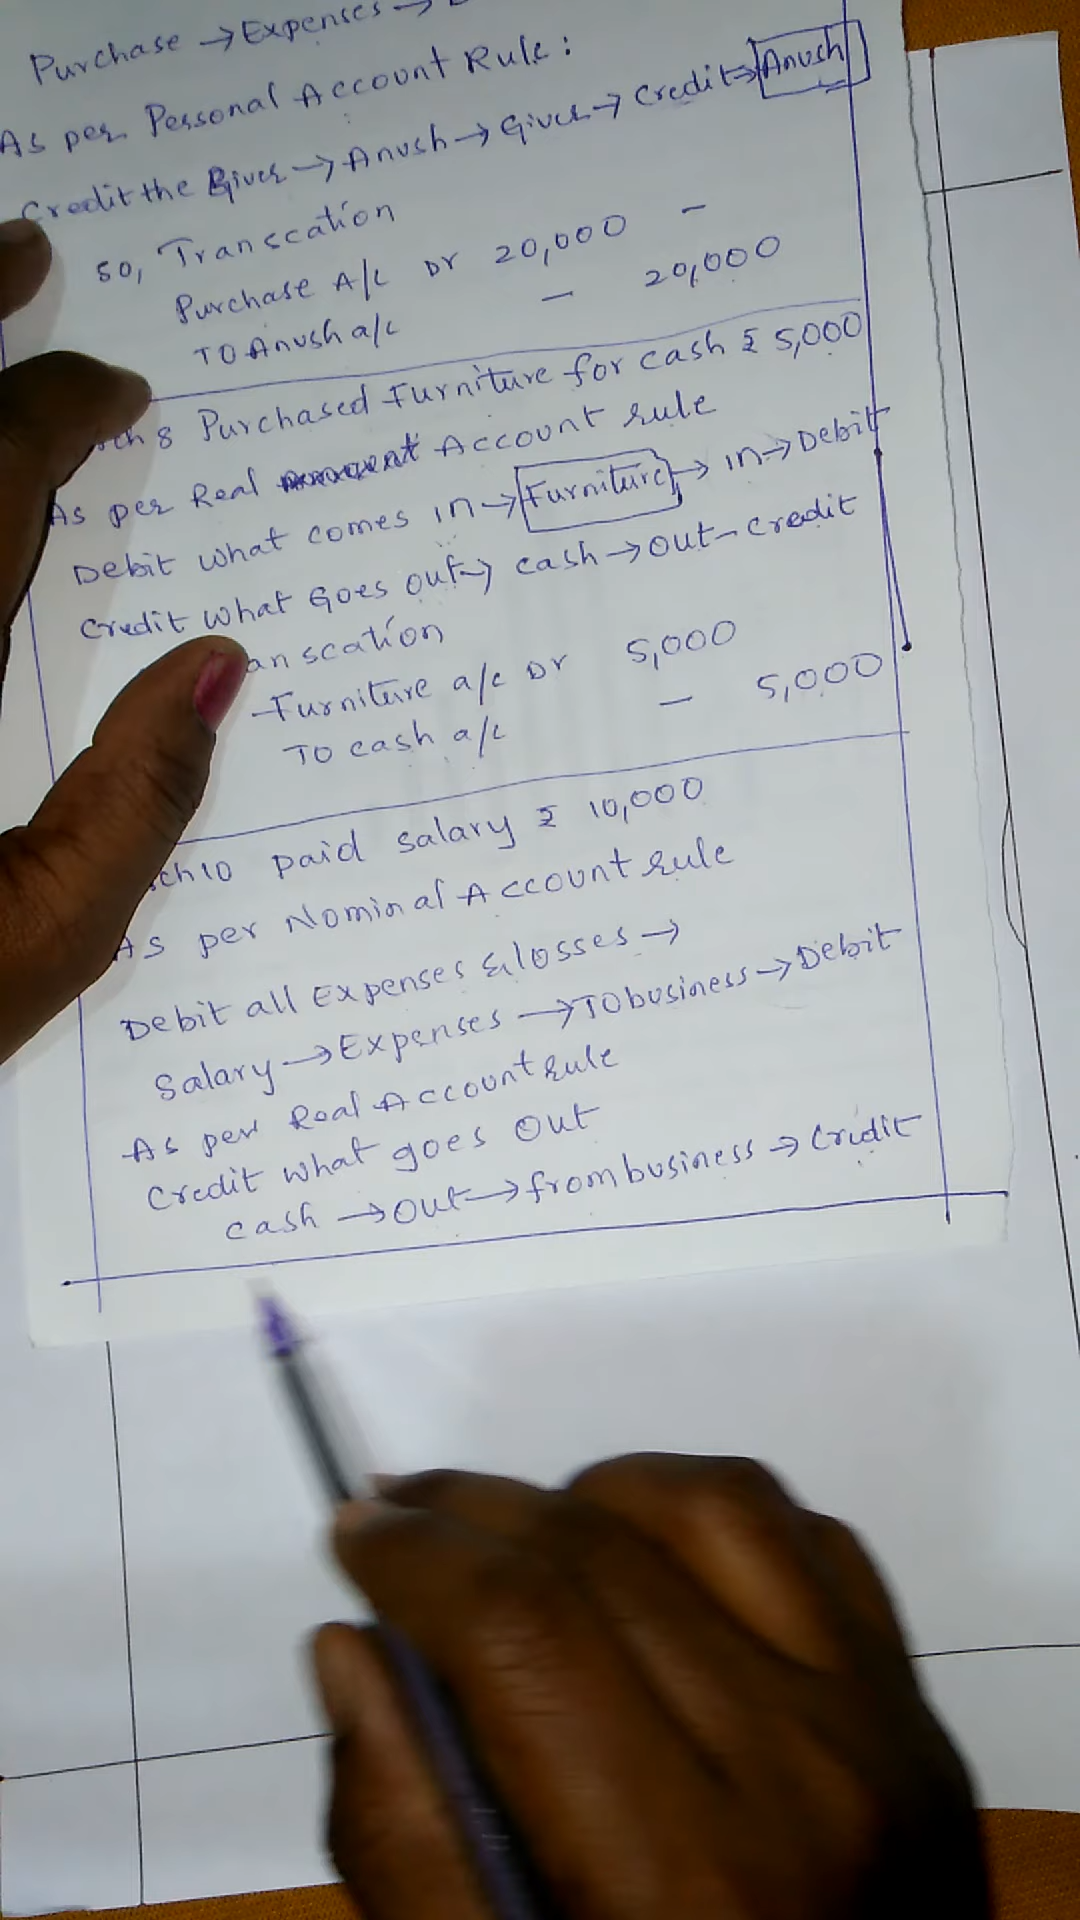 Purchase → Expenses →
As per Personal Account Rule:
Credit the Giver → Anush → Giver → Credit → Anush
So, Transcation
Purchase A/c Dr 20,000 -
To Anush a/c - 20,000
8 Purchased Furniture for cash ₹ 5,000
As per Real Account rule
Debit what comes in → Furniture → in → Debit
Credit what Goes out → cash → out - credit
anscation
Furniture a/c Dr 5,000
To cash a/c - 5,000
ch 10 paid salary ₹ 10,000
As per Nominal Account rule
Debit all Expenses & losses →
Salary → Expenses → To business → Debit
As per Real Account rule
Credit what goes out
cash → out → from business → Credit